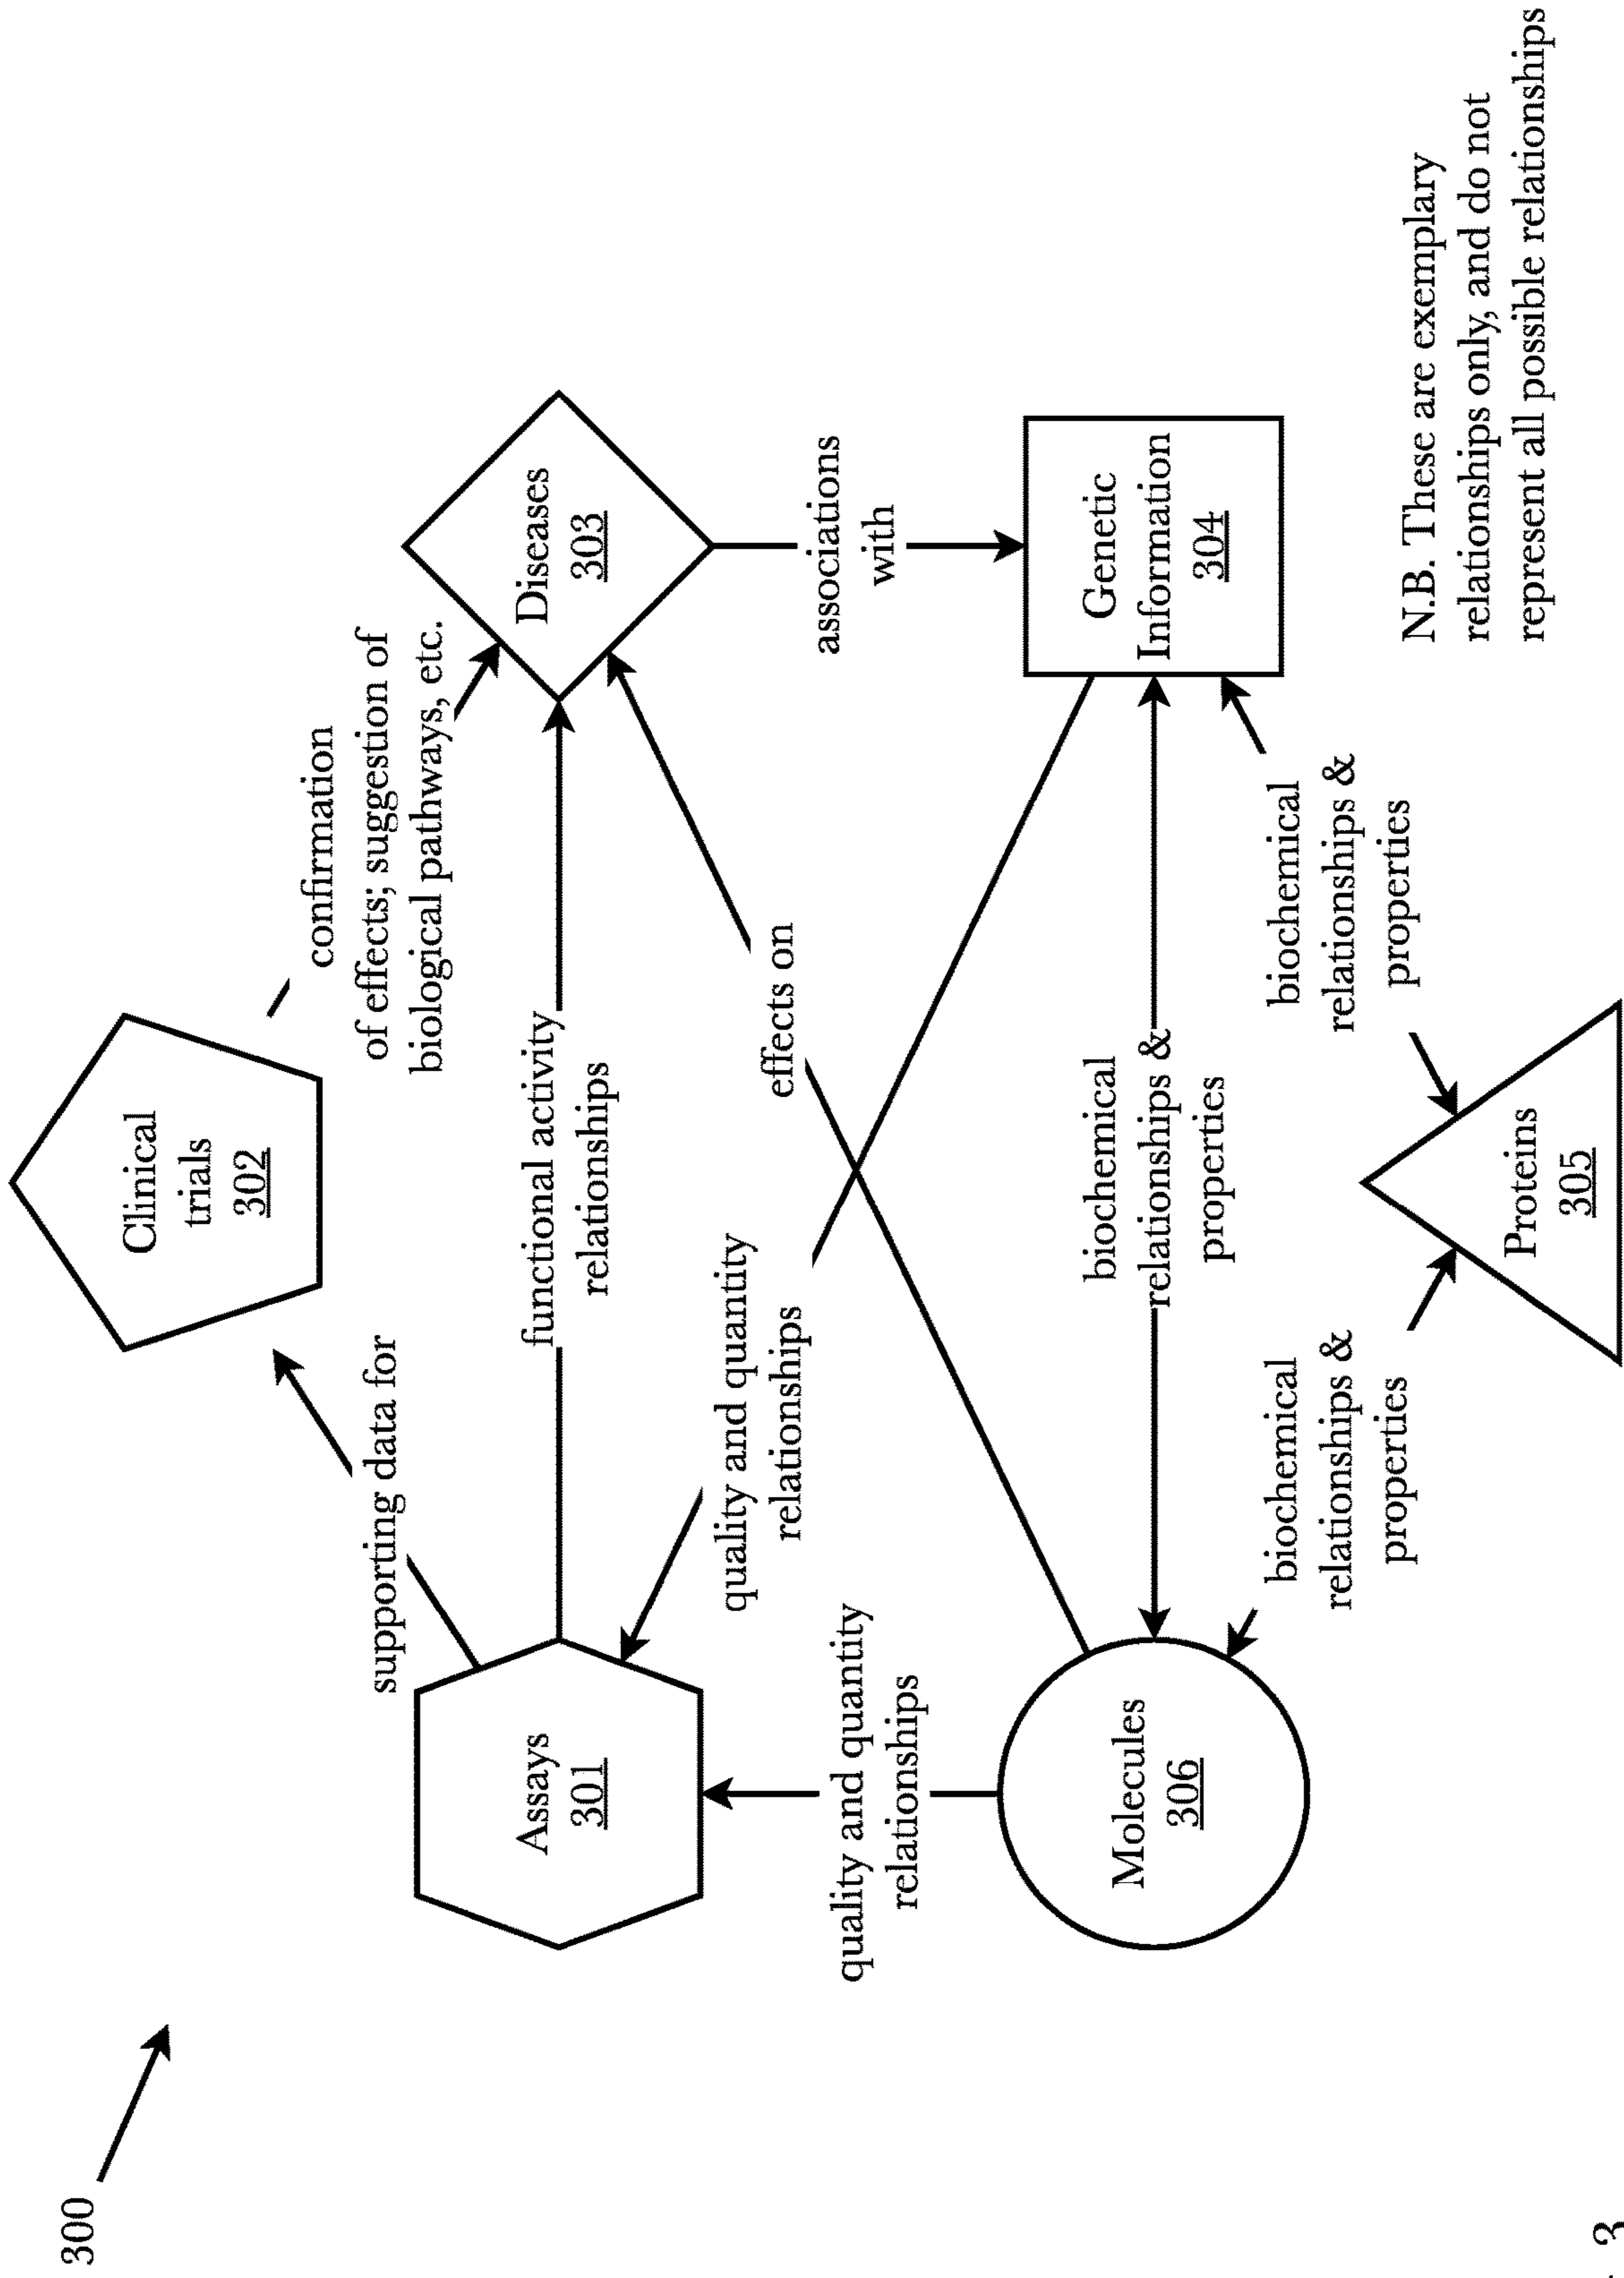 300
Clinical
trials
302
supporting data for
confirmation
of effects; suggestion of
biological pathways, etc.
Assays
301
functional activity
relationships
Diseases
303
quality and quantity
relationships
effects on
quality and quantity
relationships
associations
with
Molecules
306
biochemical
relationships &
properties
Genetic
Information
304
biochemical
relationships &
properties
biochemical
relationships &
properties
Proteins
305
N.B. These are exemplary
relationships only, and do not
represent all possible relationships
3